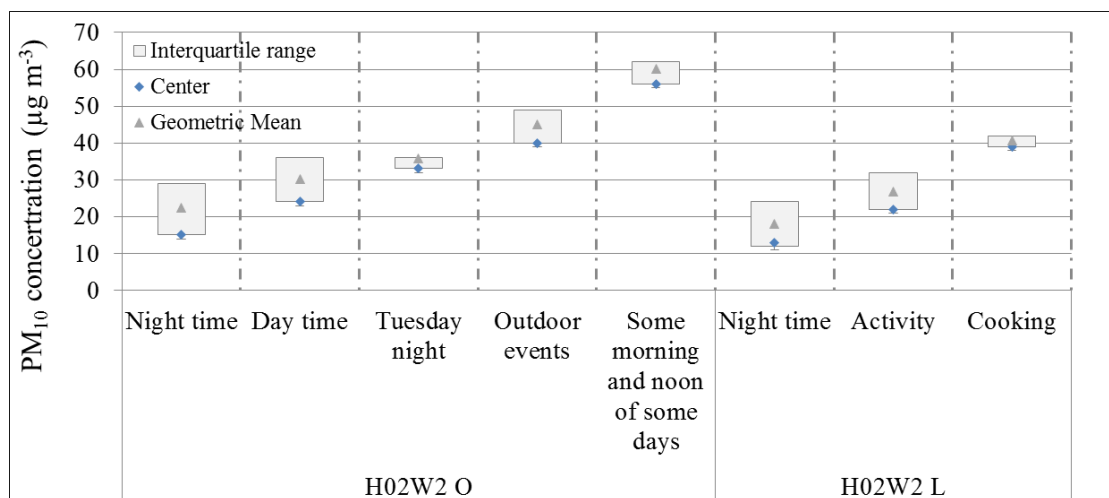 PM10 concertration (µg m-3)
70
60
50
40
30
20
10
0
Interquartile range
Center
Geometric Mean
Night time
Day time
Tuesday
night
Outdoor
events
Some
morning
and noon
of some
days
Night time
Activity
Cooking
H02W2 O
H02W2 L